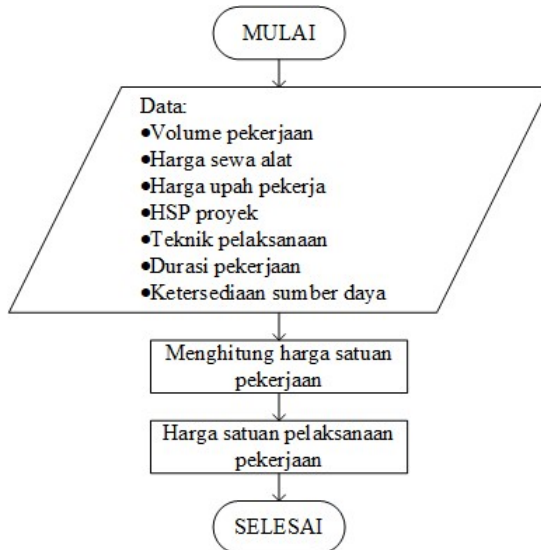 MULAI
Data:
•Volume pekerjaan
•Harga sewa alat
•Harga upah pekerja
•HSP proyek
•Teknik pelaksanaan
•Durasi pekerjaan
•Ketersediaan sumber daya
Menghitung harga satuan
pekerjaan
Harga satuan pelaksanaan
pekerjaan
SELESAI